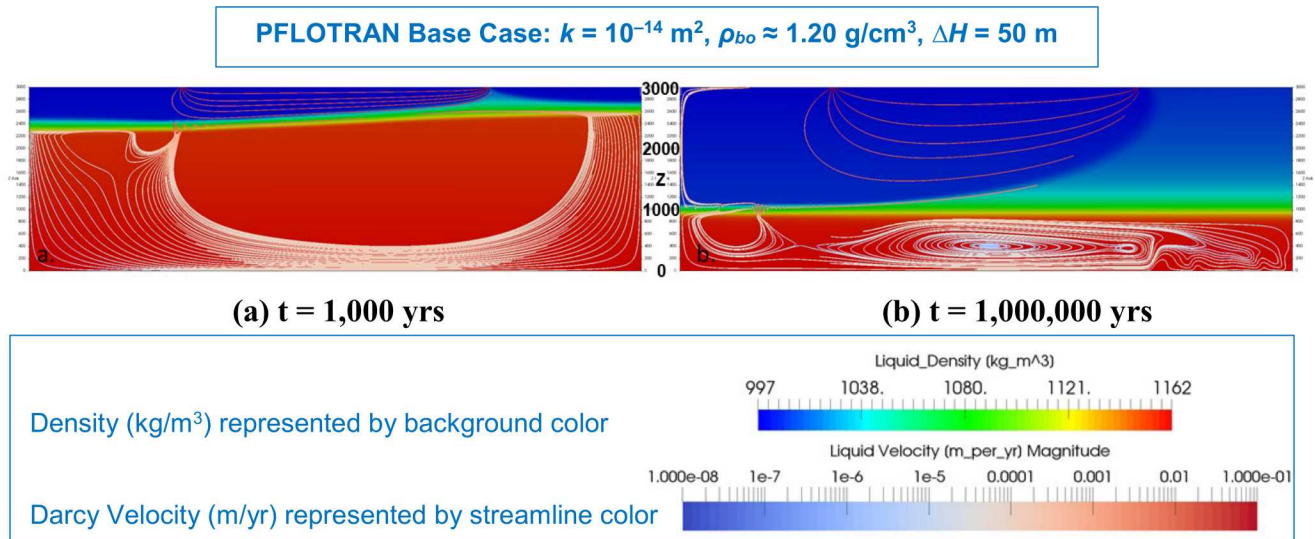 PFLOTRAN Base Case: k = 10⁻¹⁴ m², ρbo ≈ 1.20 g/cm³, ΔH = 50 m
3000
2000
Z
1000
0
a.
b.
(a) t = 1,000 yrs
(b) t = 1,000,000 yrs
Liquid_Density [kg_m^3]
997 1038. 1080. 1121. 1162
Density (kg/m³) represented by background color
Liquid Velocity [m_per_yr] Magnitude
1.000e-08 1e-7 1e-6 1e-5 0.0001 0.001 0.01 1.000e-01
Darcy Velocity (m/yr) represented by streamline color